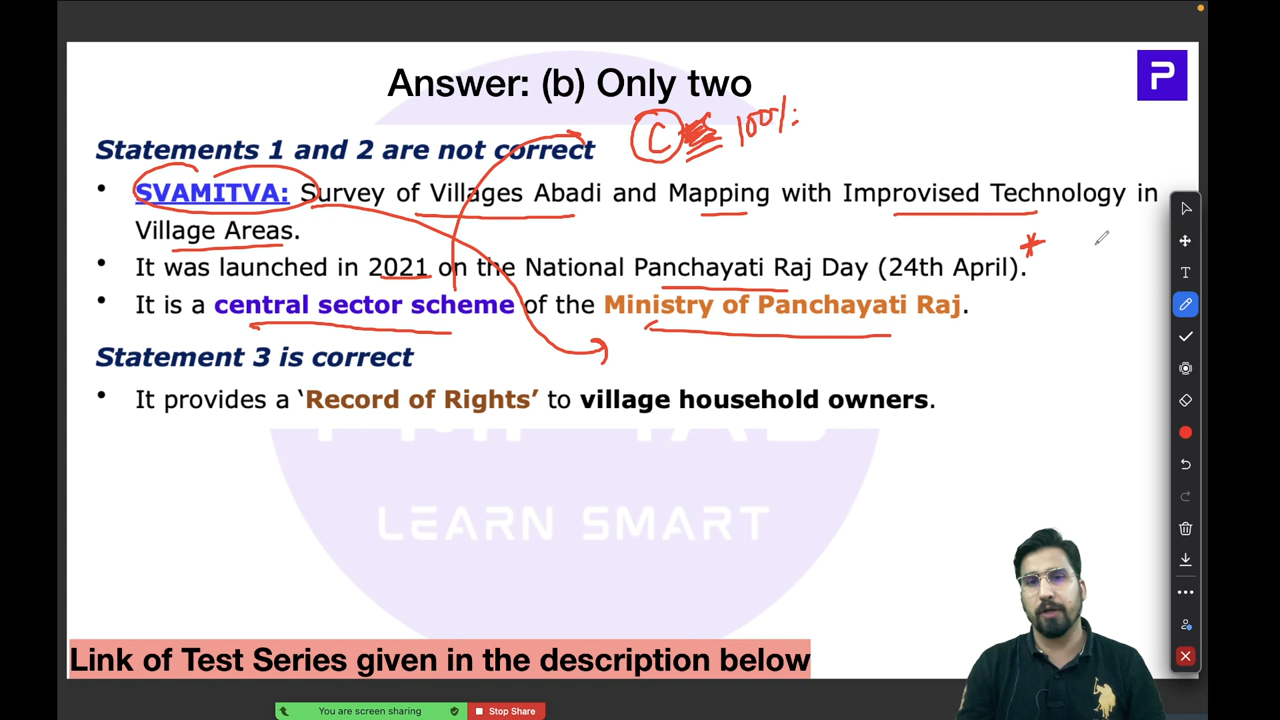 Answer: (b) Only two
P
C 100%
Statements 1 and 2 are not correct
• SVAMITVA: Survey of Villages Abadi and Mapping with Improvised Technology in
Village Areas.
• It was launched in 2021 on the National Panchayati Raj Day (24th April).
• It is a central sector scheme of the Ministry of Panchayati Raj.
Statement 3 is correct
• It provides a ‘Record of Rights’ to village household owners.
LEARN SMART
Link of Test Series given in the description below
You are screen sharing
Stop Share